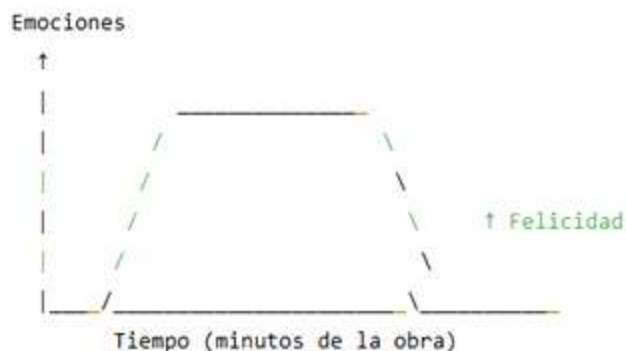 Emociones
↑ Felicidad
Tiempo (minutos de la obra)